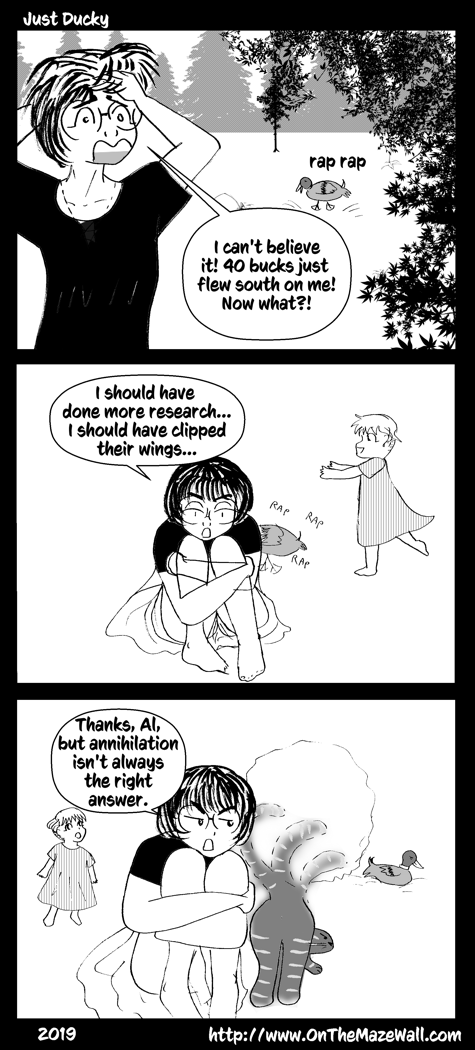 Just Ducky
rap rap
I can't believe
it! 40 bucks just
flew south on me!
Now what?!
I should have
done more research...
I should have clipped
their wings...
RAP
RAP
RAP
Thanks, Al,
but annihilation
isn't always
the right
answer.
2019
http://www.OnTheMazeWall.com